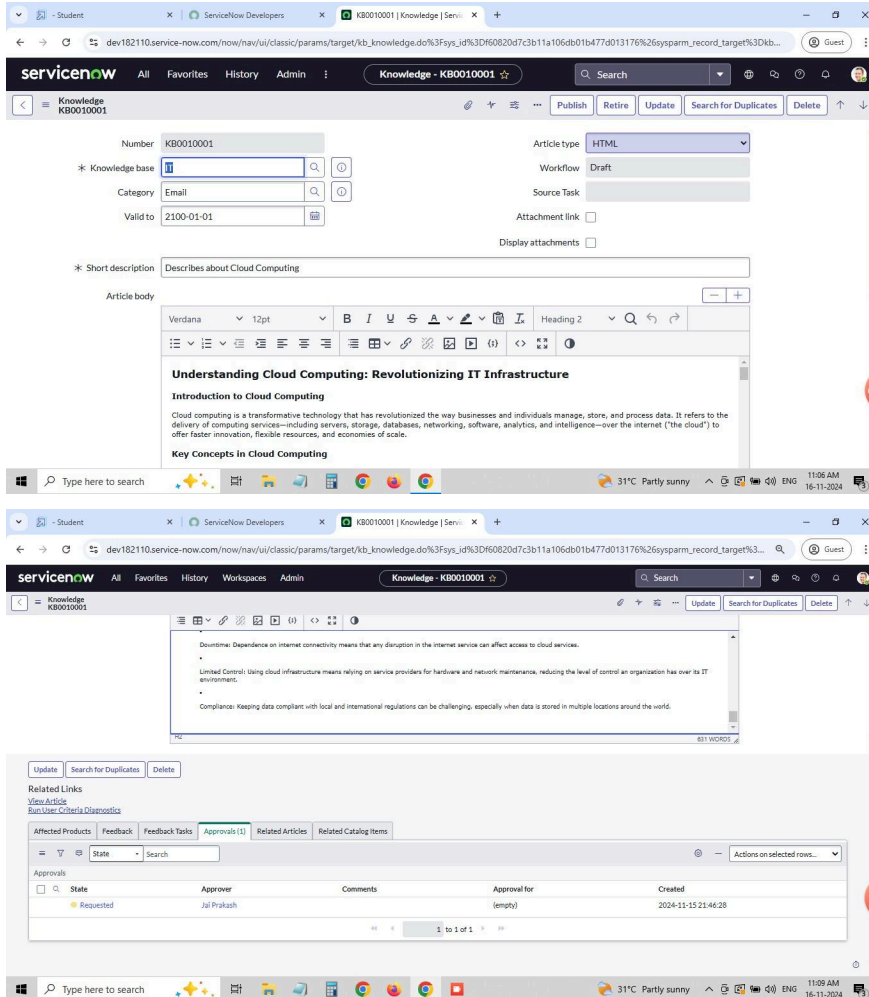 - Student
ServiceNow Developers
KB0010001 | Knowledge | Servi
dev182110.service-now.com/now/nav/ui/classic/params/target/kb_knowledge.do%3Fsys_id%3Df60820d7c3b11a106db01b477d013176%26sysparm_record_target%3Dkb...
Guest
servicenow All Favorites History Admin Knowledge - KB0010001 Search
Knowledge
KB0010001
Publish Retire Update Search for Duplicates Delete
Number KB0010001 Article type HTML
* Knowledge base IT Workflow Draft
Category Email Source Task
Valid to 2100-01-01 Attachment link
Display attachments
* Short description Describes about Cloud Computing
Article body
Verdana 12pt B I U S A Heading 2
Understanding Cloud Computing: Revolutionizing IT Infrastructure
Introduction to Cloud Computing
Cloud computing is a transformative technology that has revolutionized the way businesses and individuals manage, store, and process data. It refers to the
delivery of computing services—including servers, storage, databases, networking, software, analytics, and intelligence—over the internet ("the cloud") to
offer faster innovation, flexible resources, and economies of scale.
Key Concepts in Cloud Computing
Type here to search 31°C Partly sunny ENG 11:06 AM
16-11-2024
- Student
ServiceNow Developers
KB0010001 | Knowledge | Servi
dev182110.service-now.com/now/nav/ui/classic/params/target/kb_knowledge.do%3Fsys_id%3Df60820d7c3b11a106db01b477d013176%26sysparm_record_target%3...
Guest
servicenow All Favorites History Workspaces Admin Knowledge - KB0010001 Search
Knowledge
KB0010001
Update Search for Duplicates Delete
Downtime: Dependence on internet connectivity means that any disruption in the internet service can affect access to cloud services.
Limited Control: Using cloud infrastructure means relying on service providers for hardware and network maintenance, reducing the level of control an organization has over its IT
environment.
Compliance: Keeping data compliant with local and international regulations can be challenging, especially when data is stored in multiple locations around the world.
H2 631 WORDS
Update Search for Duplicates Delete
Related Links
View Article
Run User Criteria Diagnostics
Affected Products Feedback Feedback Tasks Approvals (1) Related Articles Related Catalog Items
State Search Actions on selected rows...
Approvals
State Approver Comments Approval for Created
Requested Jai Prakash (empty) 2024-11-15 21:46:28
1 to 1 of 1
Type here to search 31°C Partly sunny ENG 11:09 AM
16-11-2024